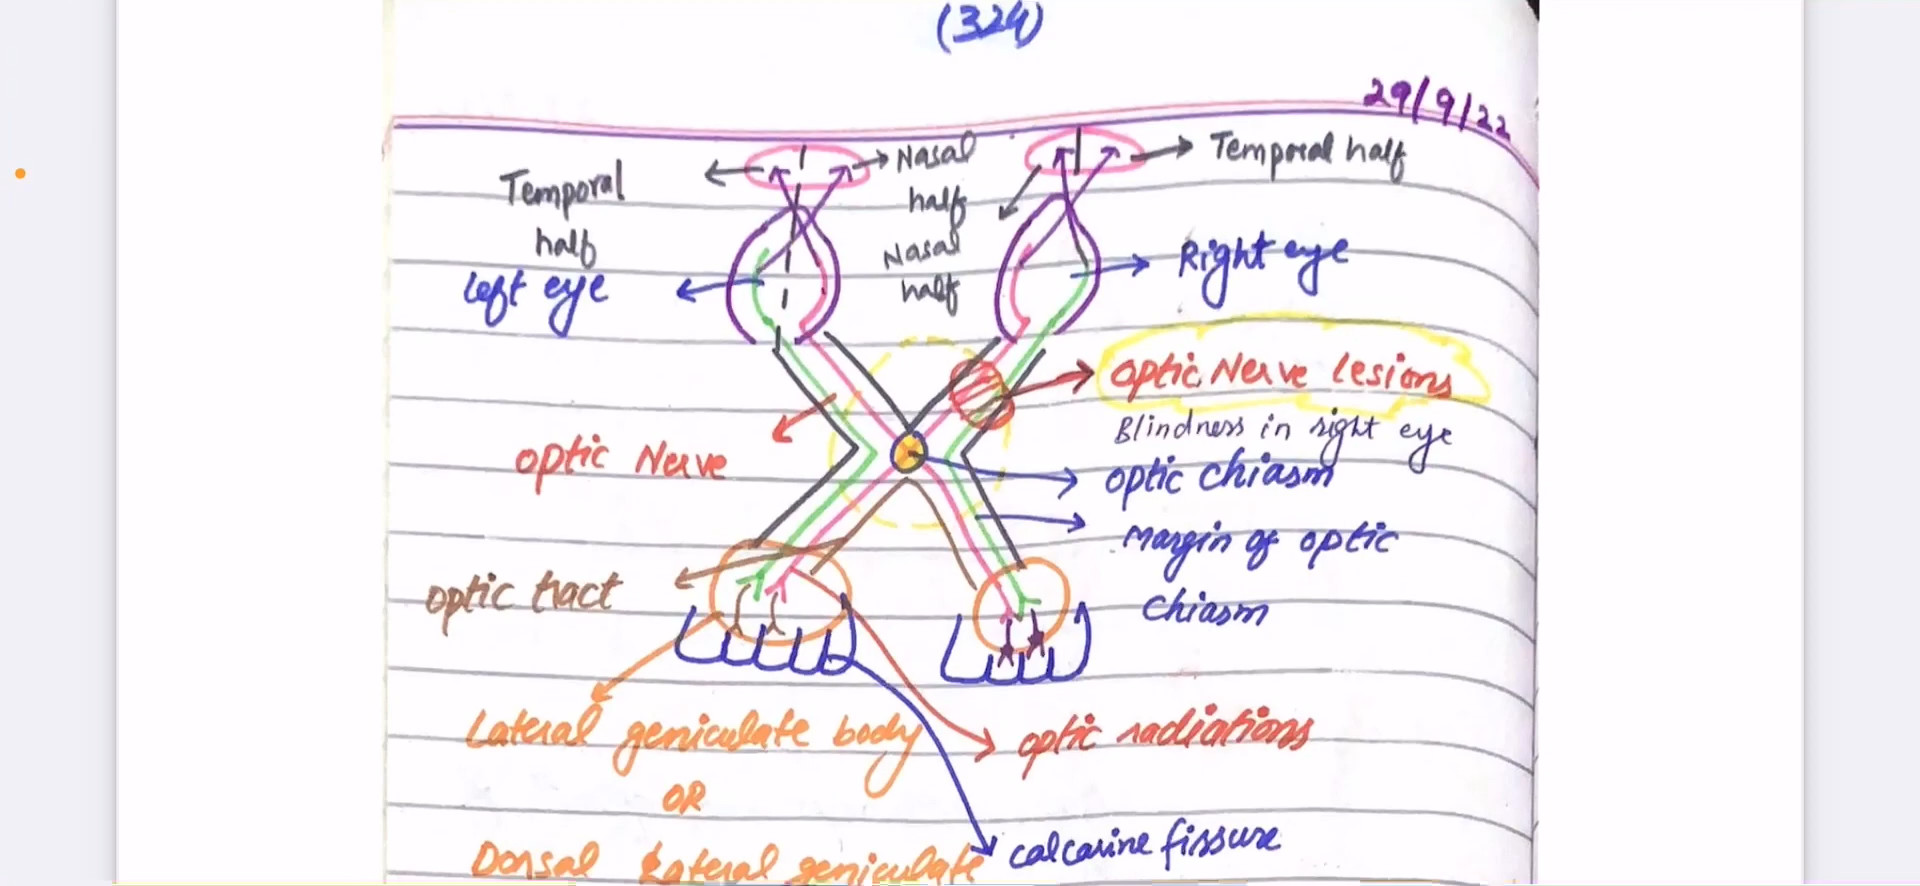 (324)
29/9/22
Temporal
half
Nasal
half
Nasal
half
Temporal half
Left eye
Right eye
Optic Nerve lesions
Blindness in right eye
Optic Nerve
Optic chiasm
Margin of optic
chiasm
Optic tract
Lateral geniculate body
OR
Dorsal Lateral geniculate
optic radiations
calcarine fissure